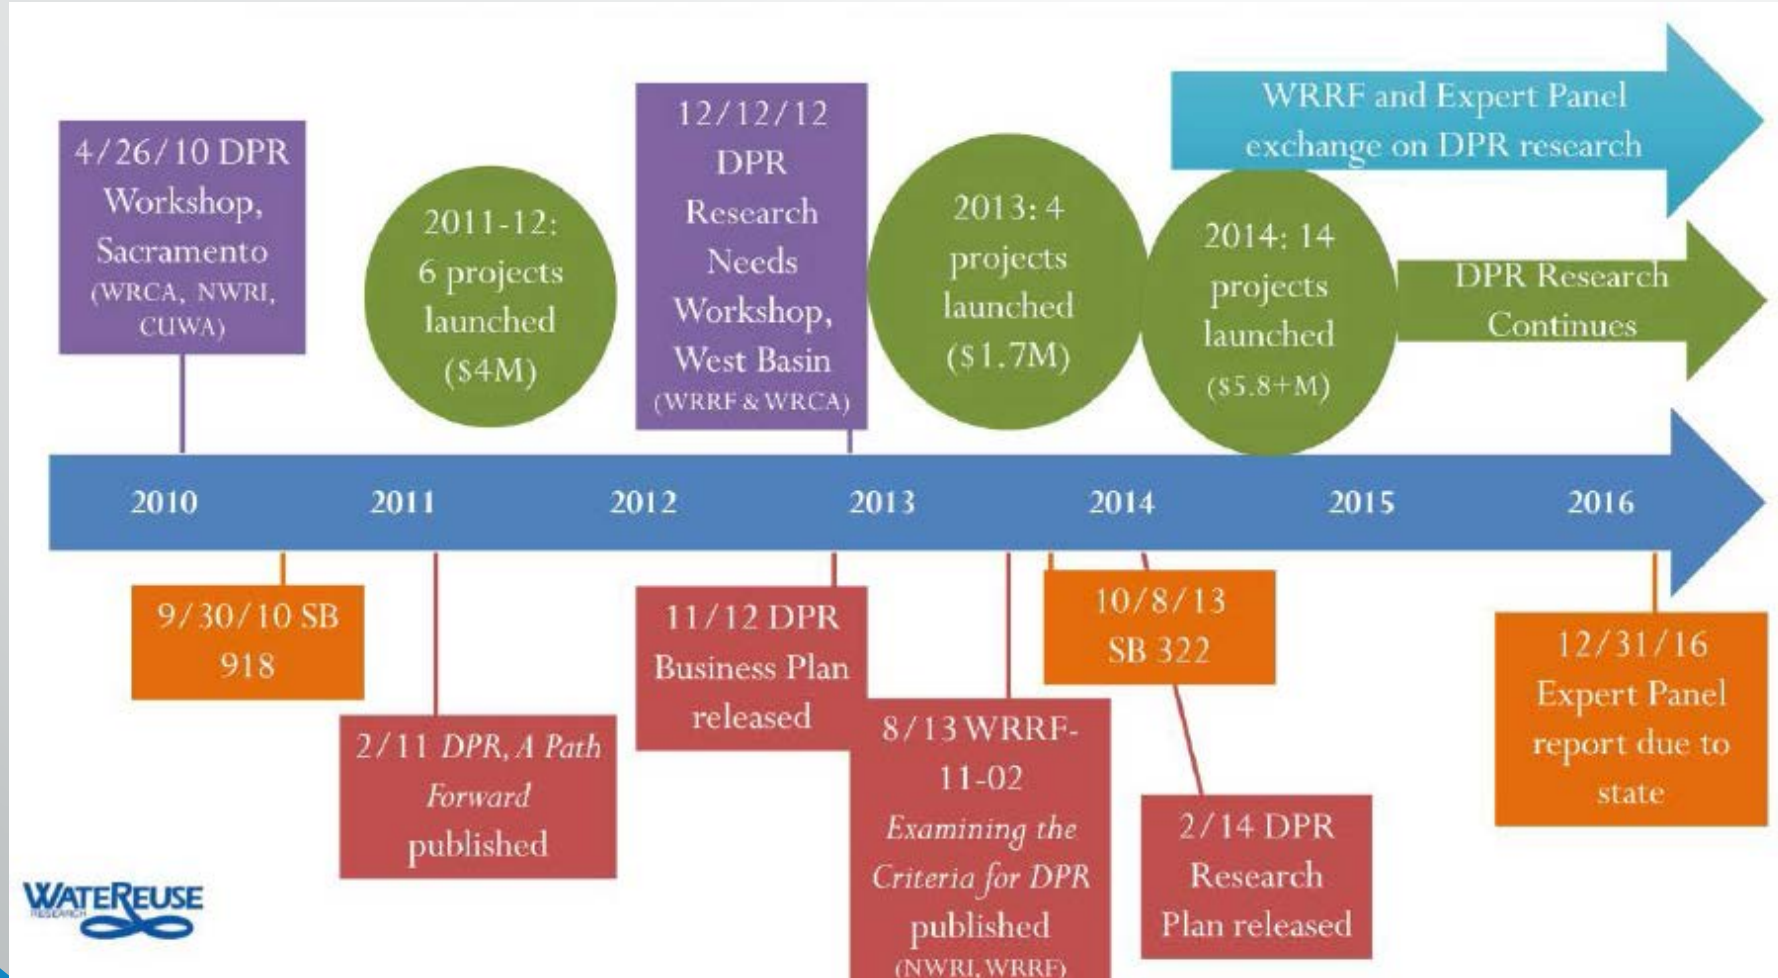 4/26/10 DPR
Workshop,
Sacramento
(WRCA, NWRI,
CUWA)
2011-12:
6 projects
launched
($4M)
12/12/12
DPR
Research
Needs
Workshop,
West Basin
(WRRF & WRCA)
2013: 4
projects
launched
($1.7M)
2014: 14
projects
launched
($5.8+M)
WRRF and Expert Panel
exchange on DPR research
DPR Research
Continues
2010 2011 2012 2013 2014 2015 2016
9/30/10 SB
918
2/11 DPR, A Path
Forward
published
11/12 DPR
Business Plan
released
8/13 WRRF-
11-02
Examining the
Criteria for DPR
published
(NWRI, WRRF)
10/8/13
SB 322
2/14 DPR
Research
Plan released
12/31/16
Expert Panel
report due to
state
WATEREUSE
RESEARCH